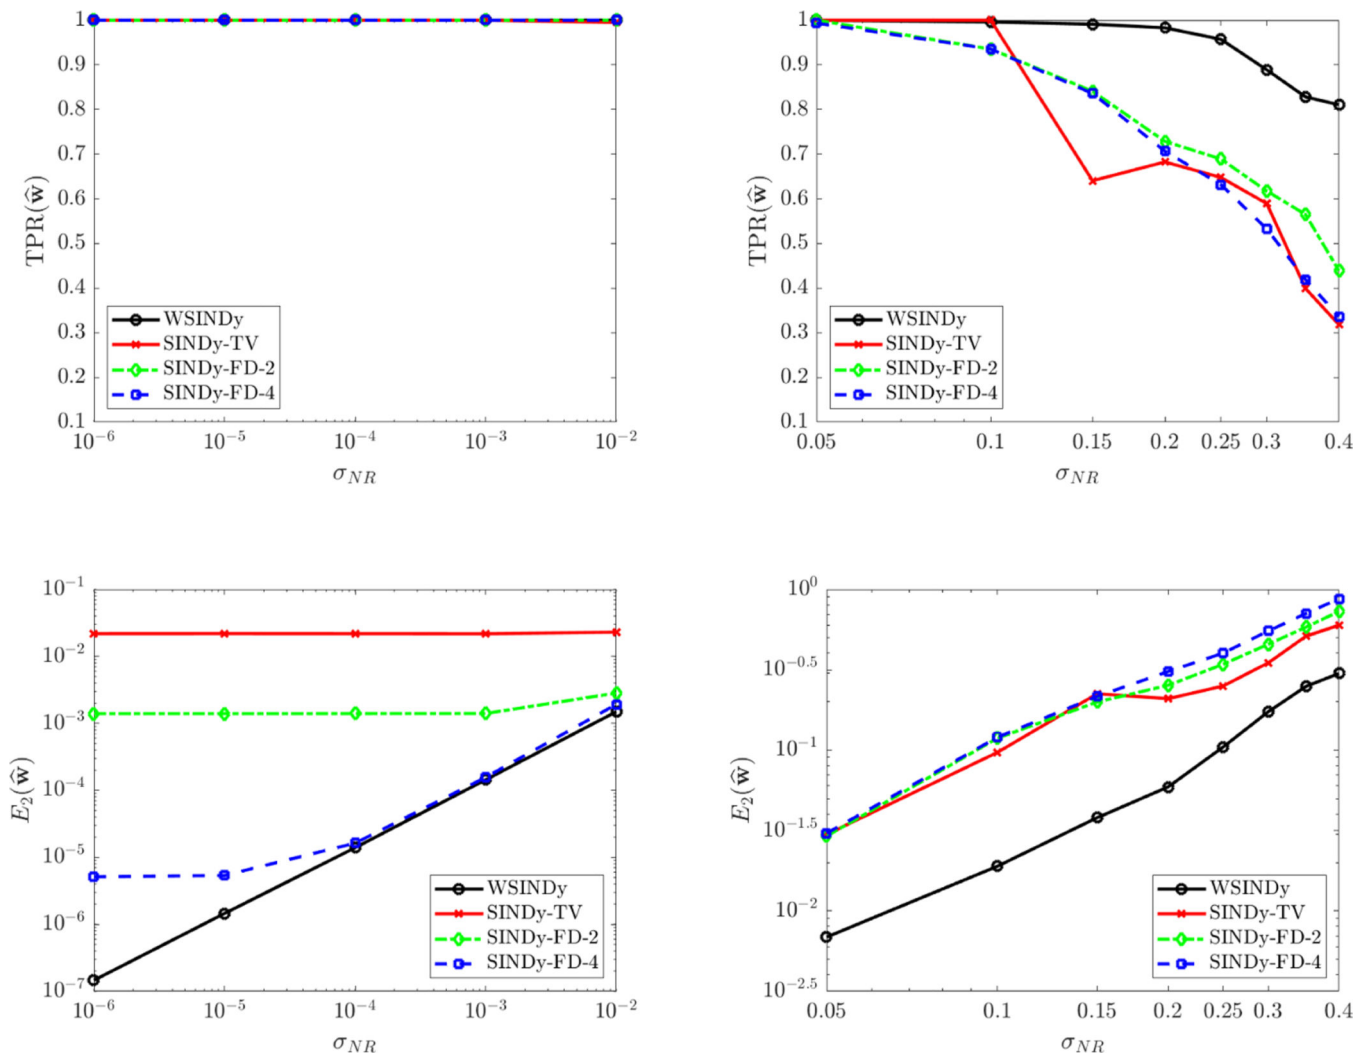 1
0.9
0.8
0.7
0.6
0.5
0.4
0.3
0.2
0.1
TPR(ŵ)
WSINDy
SINDy-TV
SINDy-FD-2
SINDy-FD-4
10⁻⁶ 10⁻⁵ 10⁻⁴ 10⁻³ 10⁻²
σ_NR
1
0.9
0.8
0.7
0.6
0.5
0.4
0.3
0.2
0.1
TPR(ŵ)
WSINDy
SINDy-TV
SINDy-FD-2
SINDy-FD-4
0.05 0.1 0.15 0.2 0.25 0.3 0.4
σ_NR
10⁻¹
10⁻²
10⁻³
10⁻⁴
10⁻⁵
10⁻⁶
10⁻⁷
E₂(ŵ)
WSINDy
SINDy-TV
SINDy-FD-2
SINDy-FD-4
10⁻⁶ 10⁻⁵ 10⁻⁴ 10⁻³ 10⁻²
σ_NR
10⁰
10⁻⁰·⁵
10⁻¹
10⁻¹·⁵
10⁻²
10⁻²·⁵
E₂(ŵ)
WSINDy
SINDy-TV
SINDy-FD-2
SINDy-FD-4
0.05 0.1 0.15 0.2 0.25 0.3 0.4
σ_NR